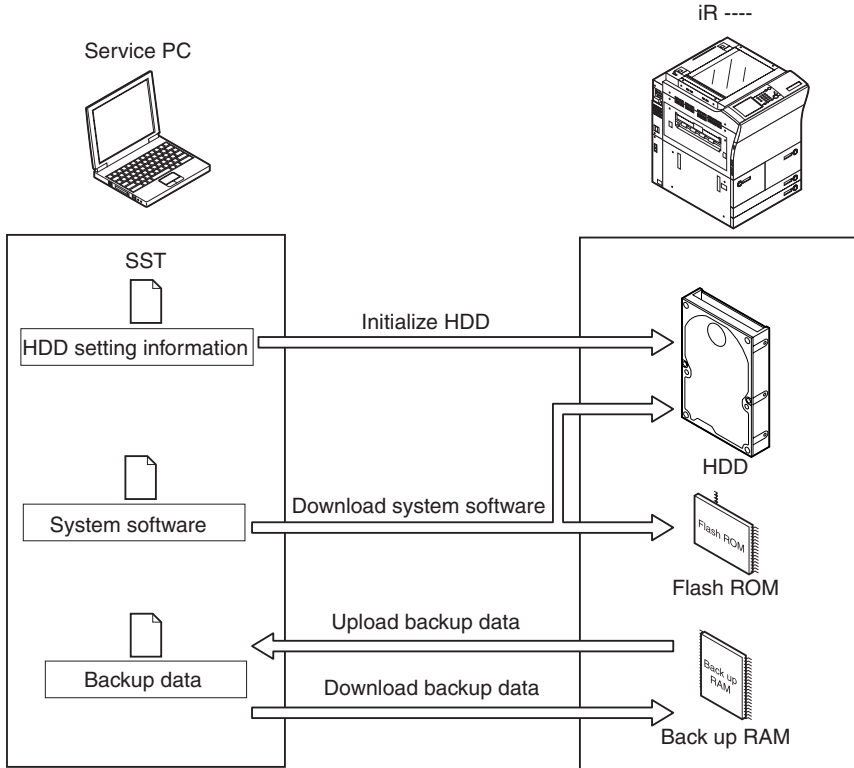 iR ----
Service PC
SST
HDD setting information
Initialize HDD
HDD
System software
Download system software
Flash ROM
Flash ROM
Upload backup data
Backup data
Download backup data
Back up
RAM
Back up RAM